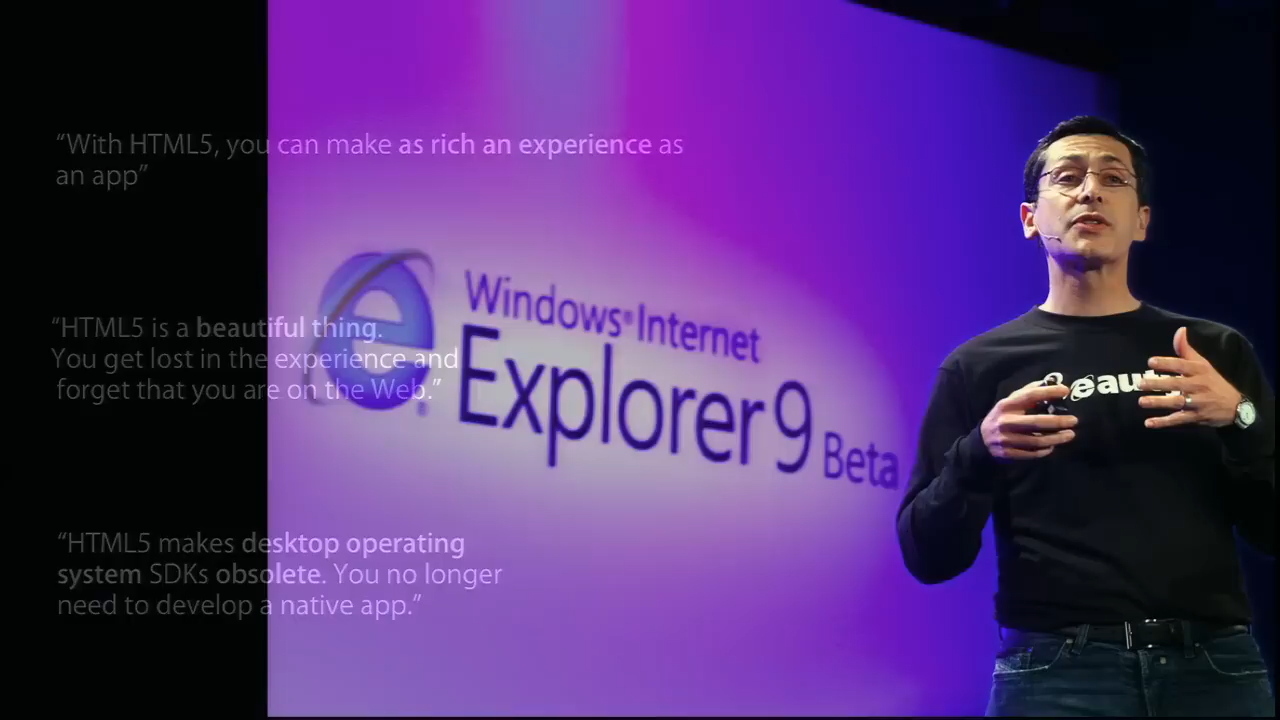 “With HTML5, you can make as rich an experience as
an app”
“HTML5 is a beautiful thing.
You get lost in the experience and
forget that you are on the Web.”
“HTML5 makes desktop operating
system SDKs obsolete. You no longer
need to develop a native app.”
Windows® Internet
Explorer 9 Beta
eaut